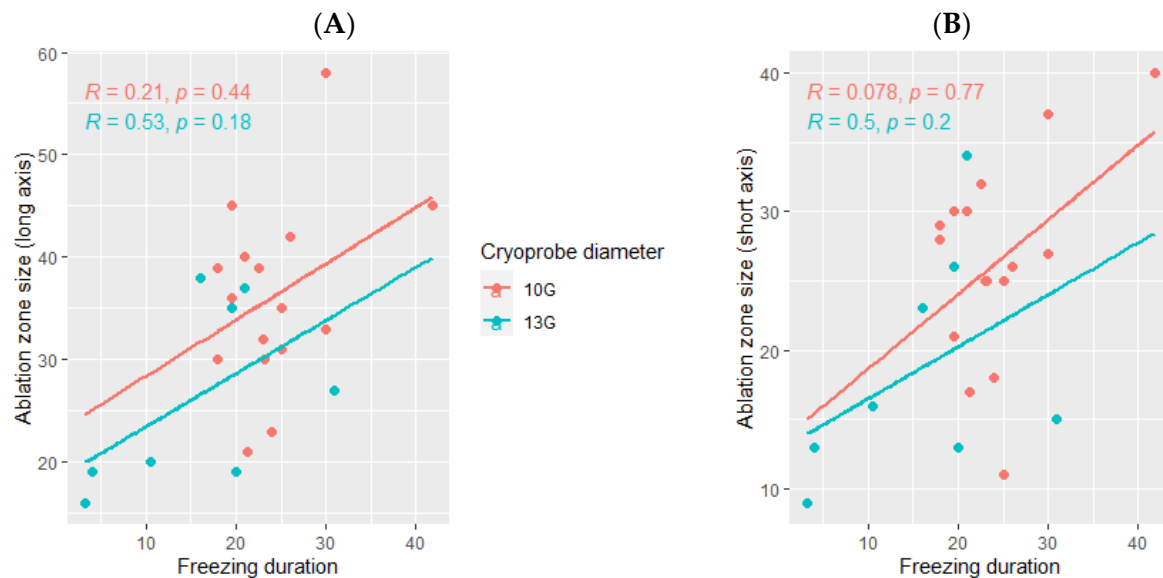 (A)
R = 0.21, p = 0.44
R = 0.53, p = 0.18
60
50
40
30
20
Ablation zone size (long axis)
10 20 30 40
Freezing duration
Cryoprobe diameter
a 10G
a 13G
(B)
R = 0.078, p = 0.77
R = 0.5, p = 0.2
40
30
20
10
Ablation zone size (short axis)
10 20 30 40
Freezing duration